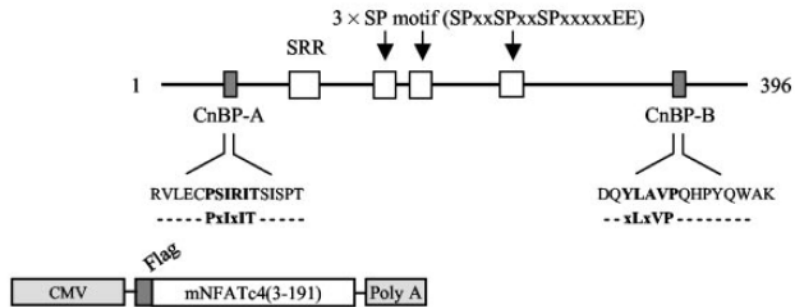 3 × SP motif (SPxxSPxxSPxxxxxEE)
SRR
1
396
CnBP-A
CnBP-B
RVLECPSIRITSISPT
DQYLAVPQHPYQWAK
-----PxIxIT-----
--xLxVP--------
Flag
CMV
mNFATc4(3-191)
Poly A